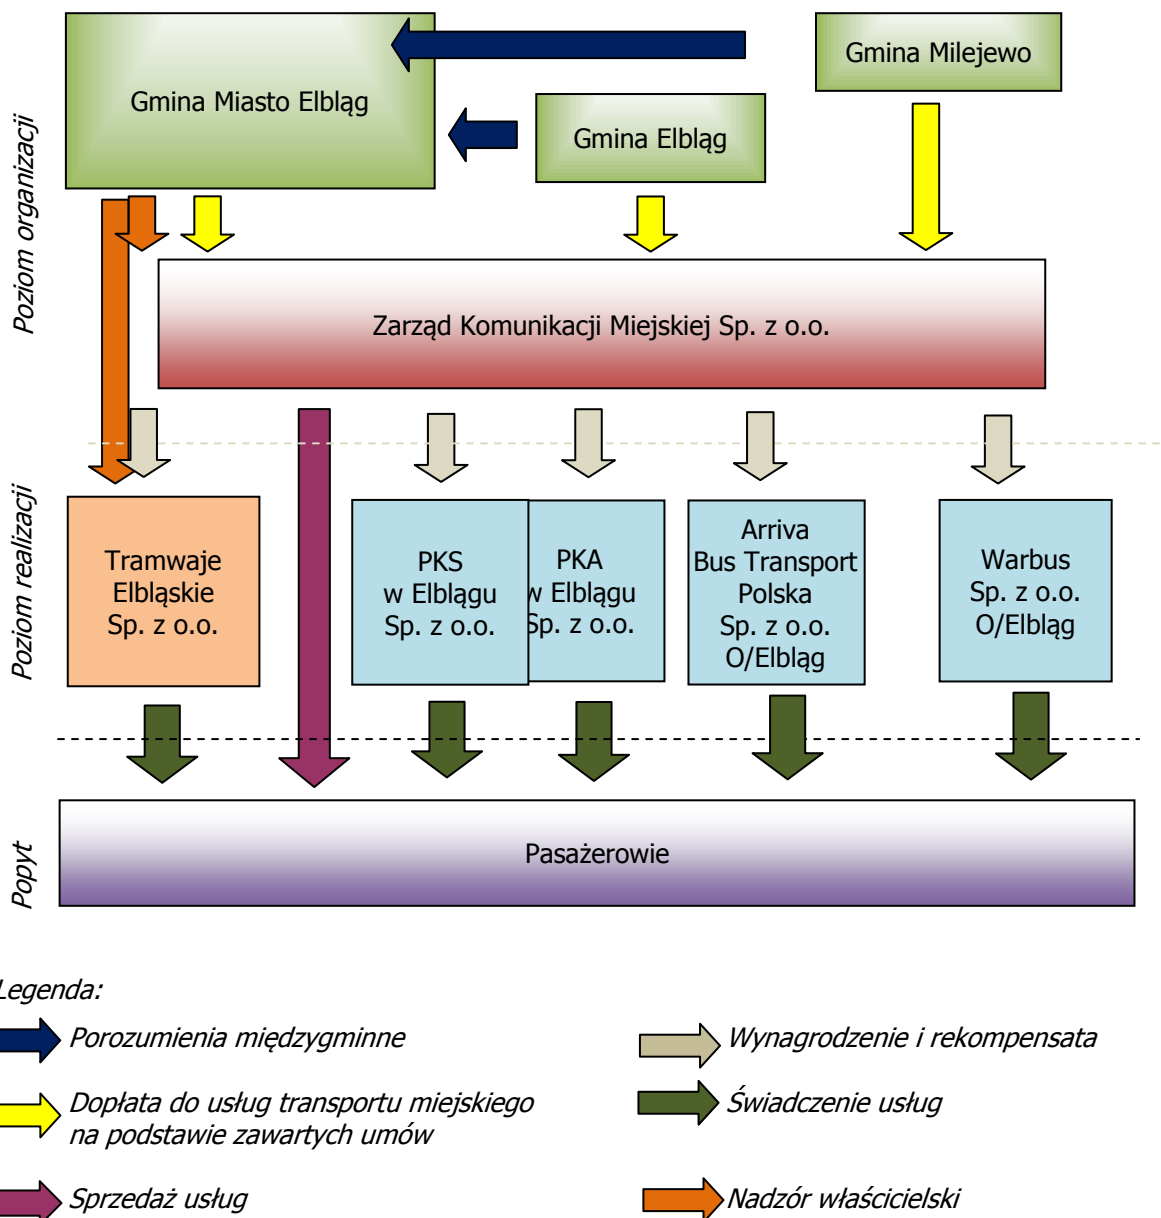 Poziom organizacji
Gmina Miasto Elbląg
Gmina Milejewo
Gmina Elbląg
Zarząd Komunikacji Miejskiej Sp. z o.o.
Poziom realizacji
Tramwaje
Elbląskie
Sp. z o.o.
PKS
w Elblągu
Sp. z o.o.
PKA
w Elblągu
Sp. z o.o.
Arriva
Bus Transport
Polska
Sp. z o.o.
O/Elbląg
Warbus
Sp. z o.o.
O/Elbląg
Popyt
Pasażerowie
Legenda:
Porozumienia międzygminne
Dopłata do usług transportu miejskiego
na podstawie zawartych umów
Sprzedaż usług
Wynagrodzenie i rekompensata
Świadczenie usług
Nadzór właścicielski